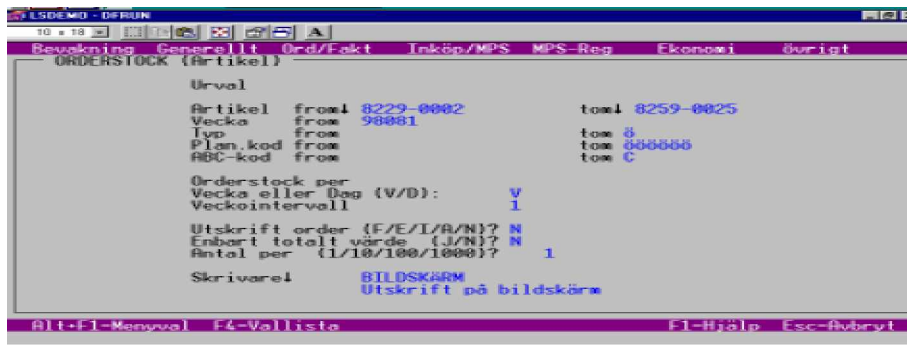 LSDEMO - DFRUN
10 x 18 A
Bevakning Generellt Ord/Fakt Inköp/MPS MPS-Reg Ekonomi övrigt
ORDERSTOCK (Artikel)
Urval
Artikel from↓ 8229-0002 tom↓ 8259-0025
Vecka from 98081
Typ from tom ö
Plan.kod from tom öööööö
ABC-kod from tom C
Orderstock per
Vecka eller Dag (V/D): V
Veckointervall 1
Utskrift order (F/E/I/A/N)? N
Enbart totalt värde (J/N)? N
Antal per (1/10/100/1000)? 1
Skrivare↓ BILDSKÄRM
Utskrift på bildskärm
Alt+F1-Menyval F4-Vallista F1-Hjälp Esc-Avbryt